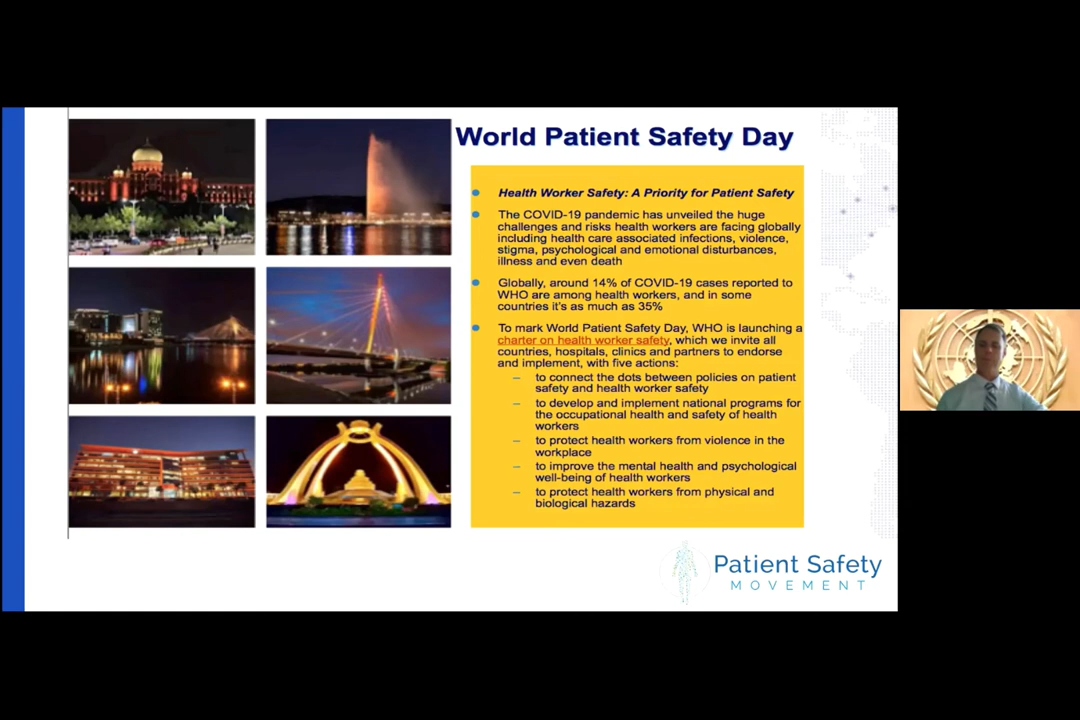 World Patient Safety Day
Health Worker Safety: A Priority for Patient Safety
The COVID-19 pandemic has unveiled the huge
challenges and risks health workers are facing globally
including health care associated infections, violence,
stigma, psychological and emotional disturbances,
illness and even death
Globally, around 14% of COVID-19 cases reported to
WHO are among health workers, and in some
countries it's as much as 35%
To mark World Patient Safety Day, WHO is launching a
charter on health worker safety, which we invite all
countries, hospitals, clinics and partners to endorse
and implement, with five actions:
– to connect the dots between policies on patient
safety and health worker safety
– to develop and implement national programs for
the occupational health and safety of health
workers
– to protect health workers from violence in the
workplace
– to improve the mental health and psychological
well-being of health workers
– to protect health workers from physical and
biological hazards
Patient Safety
MOVEMENT